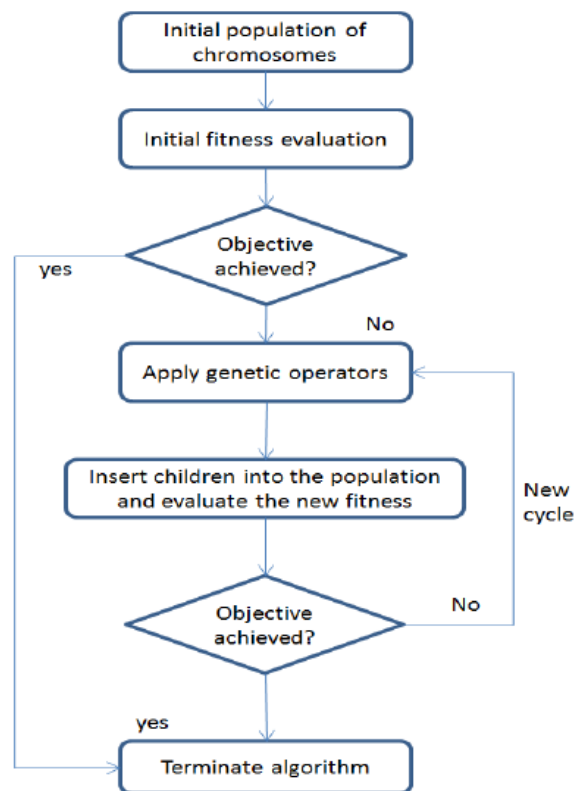 Initial population of
chromosomes
Initial fitness evaluation
Objective
achieved?
yes
No
Apply genetic operators
Insert children into the population
and evaluate the new fitness
New
cycle
Objective
achieved?
No
yes
Terminate algorithm